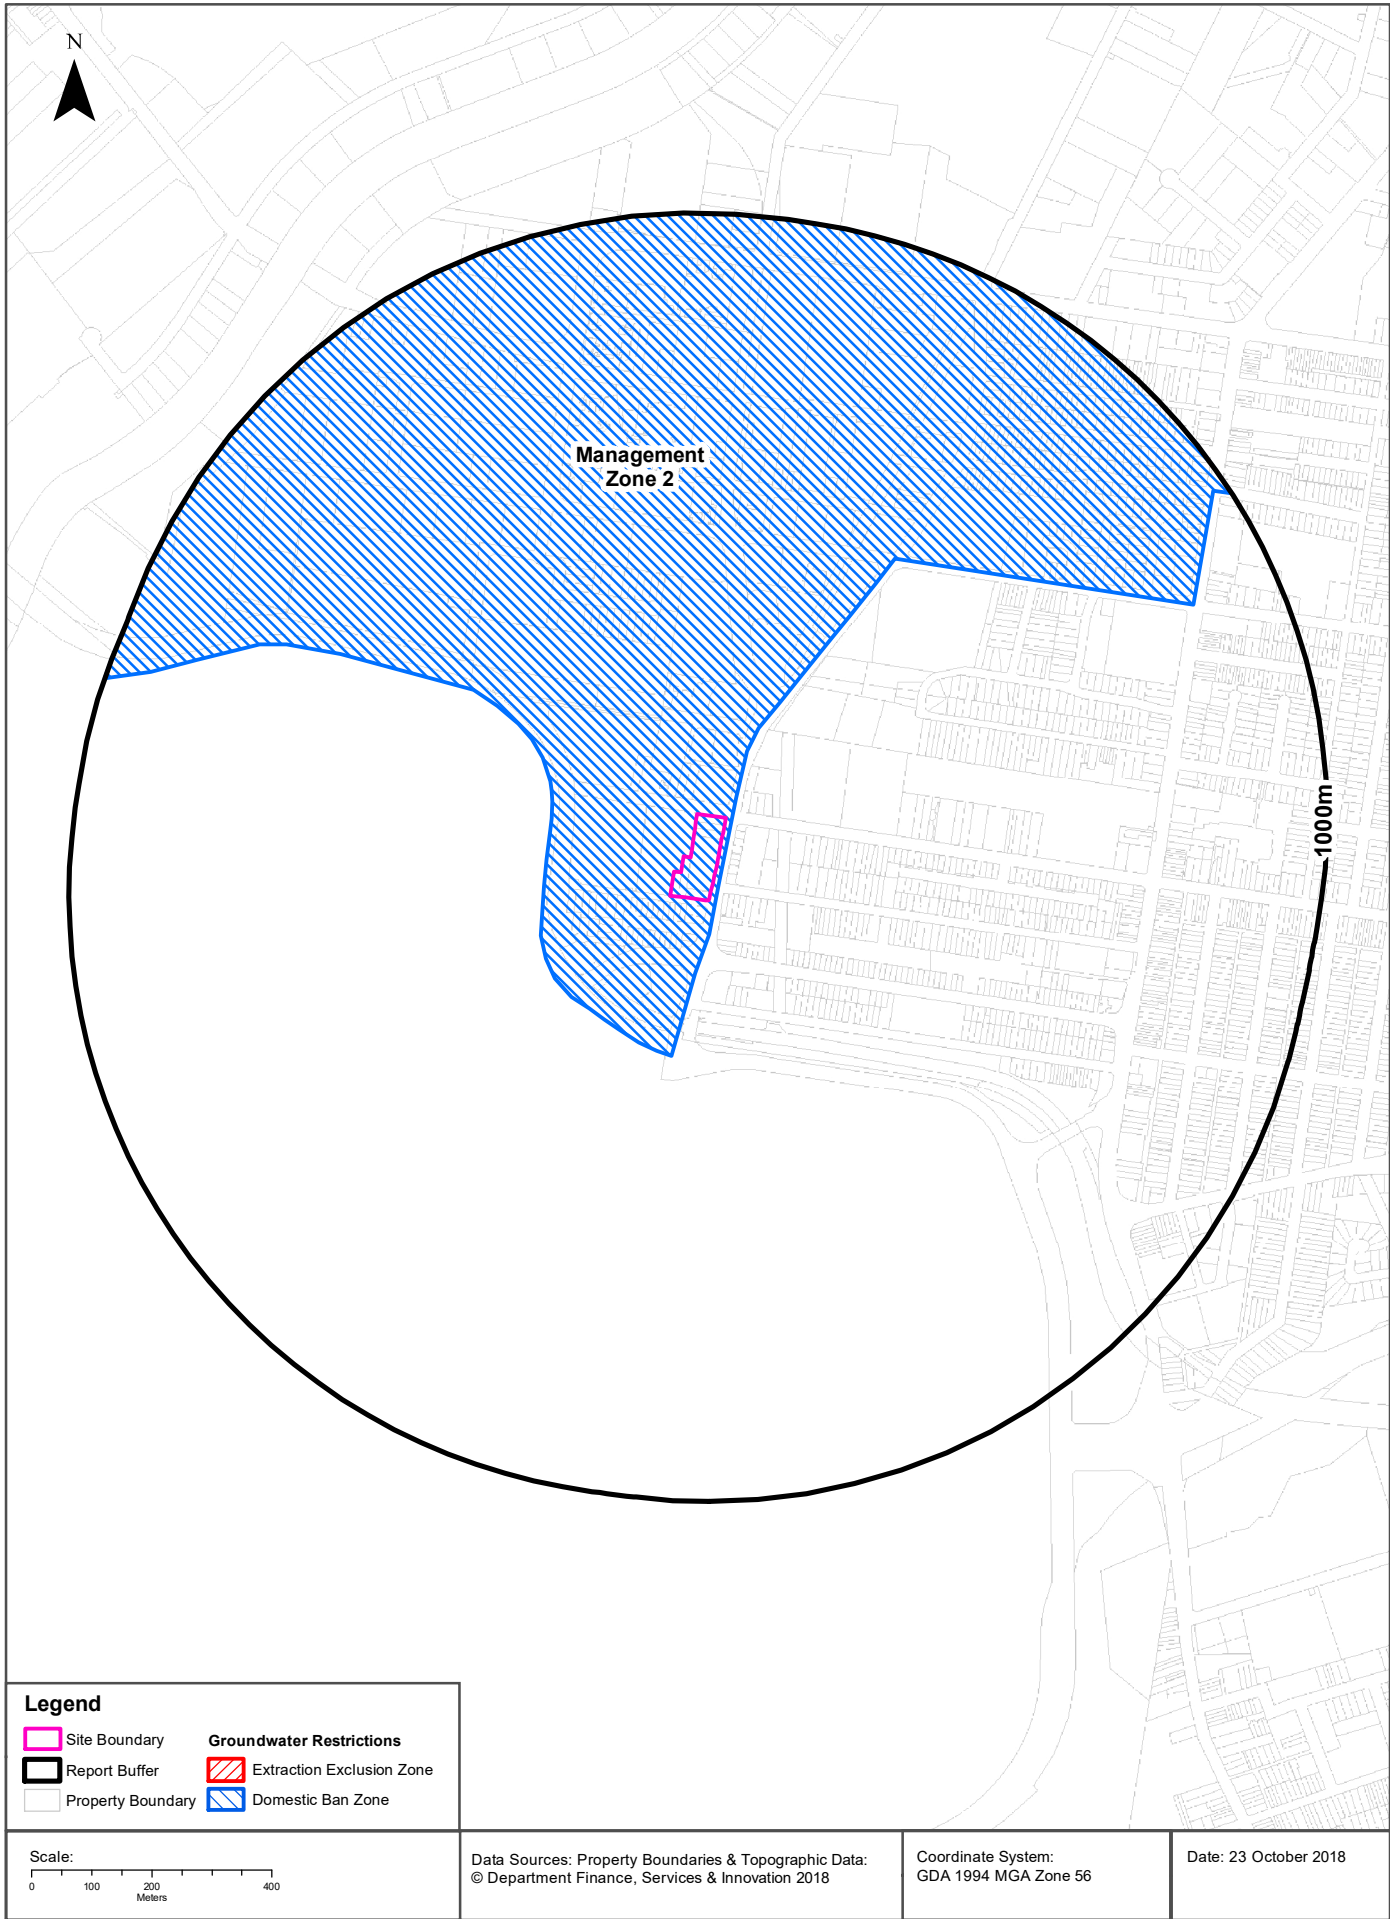 N
Management
Zone 2
1000m
Legend
Site Boundary
Report Buffer
Property Boundary
Groundwater Restrictions
Extraction Exclusion Zone
Domestic Ban Zone
Scale:
0 100 200 400
Meters
Data Sources: Property Boundaries & Topographic Data:
© Department Finance, Services & Innovation 2018
Coordinate System:
GDA 1994 MGA Zone 56
Date: 23 October 2018